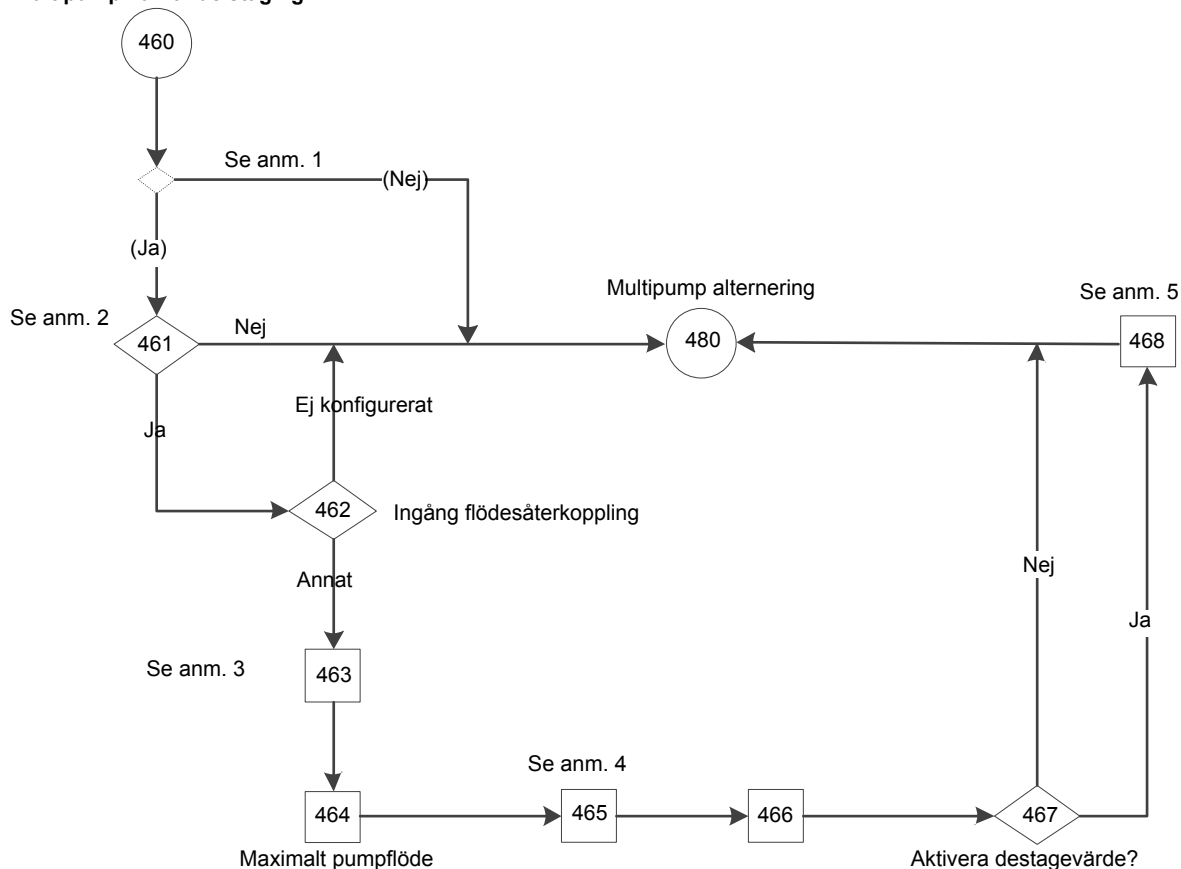 460
Se anm. 1
(Nej)
(Ja)
Multipump alternering
Se anm. 5
Se anm. 2
461
Nej
480
468
Ej konfigurerat
Ja
462
Ingång flödesåterkoppling
Annat
Nej
Ja
Se anm. 3
463
Se anm. 4
464
465
466
467
Maximalt pumpflöde
Aktivera destagevärde?